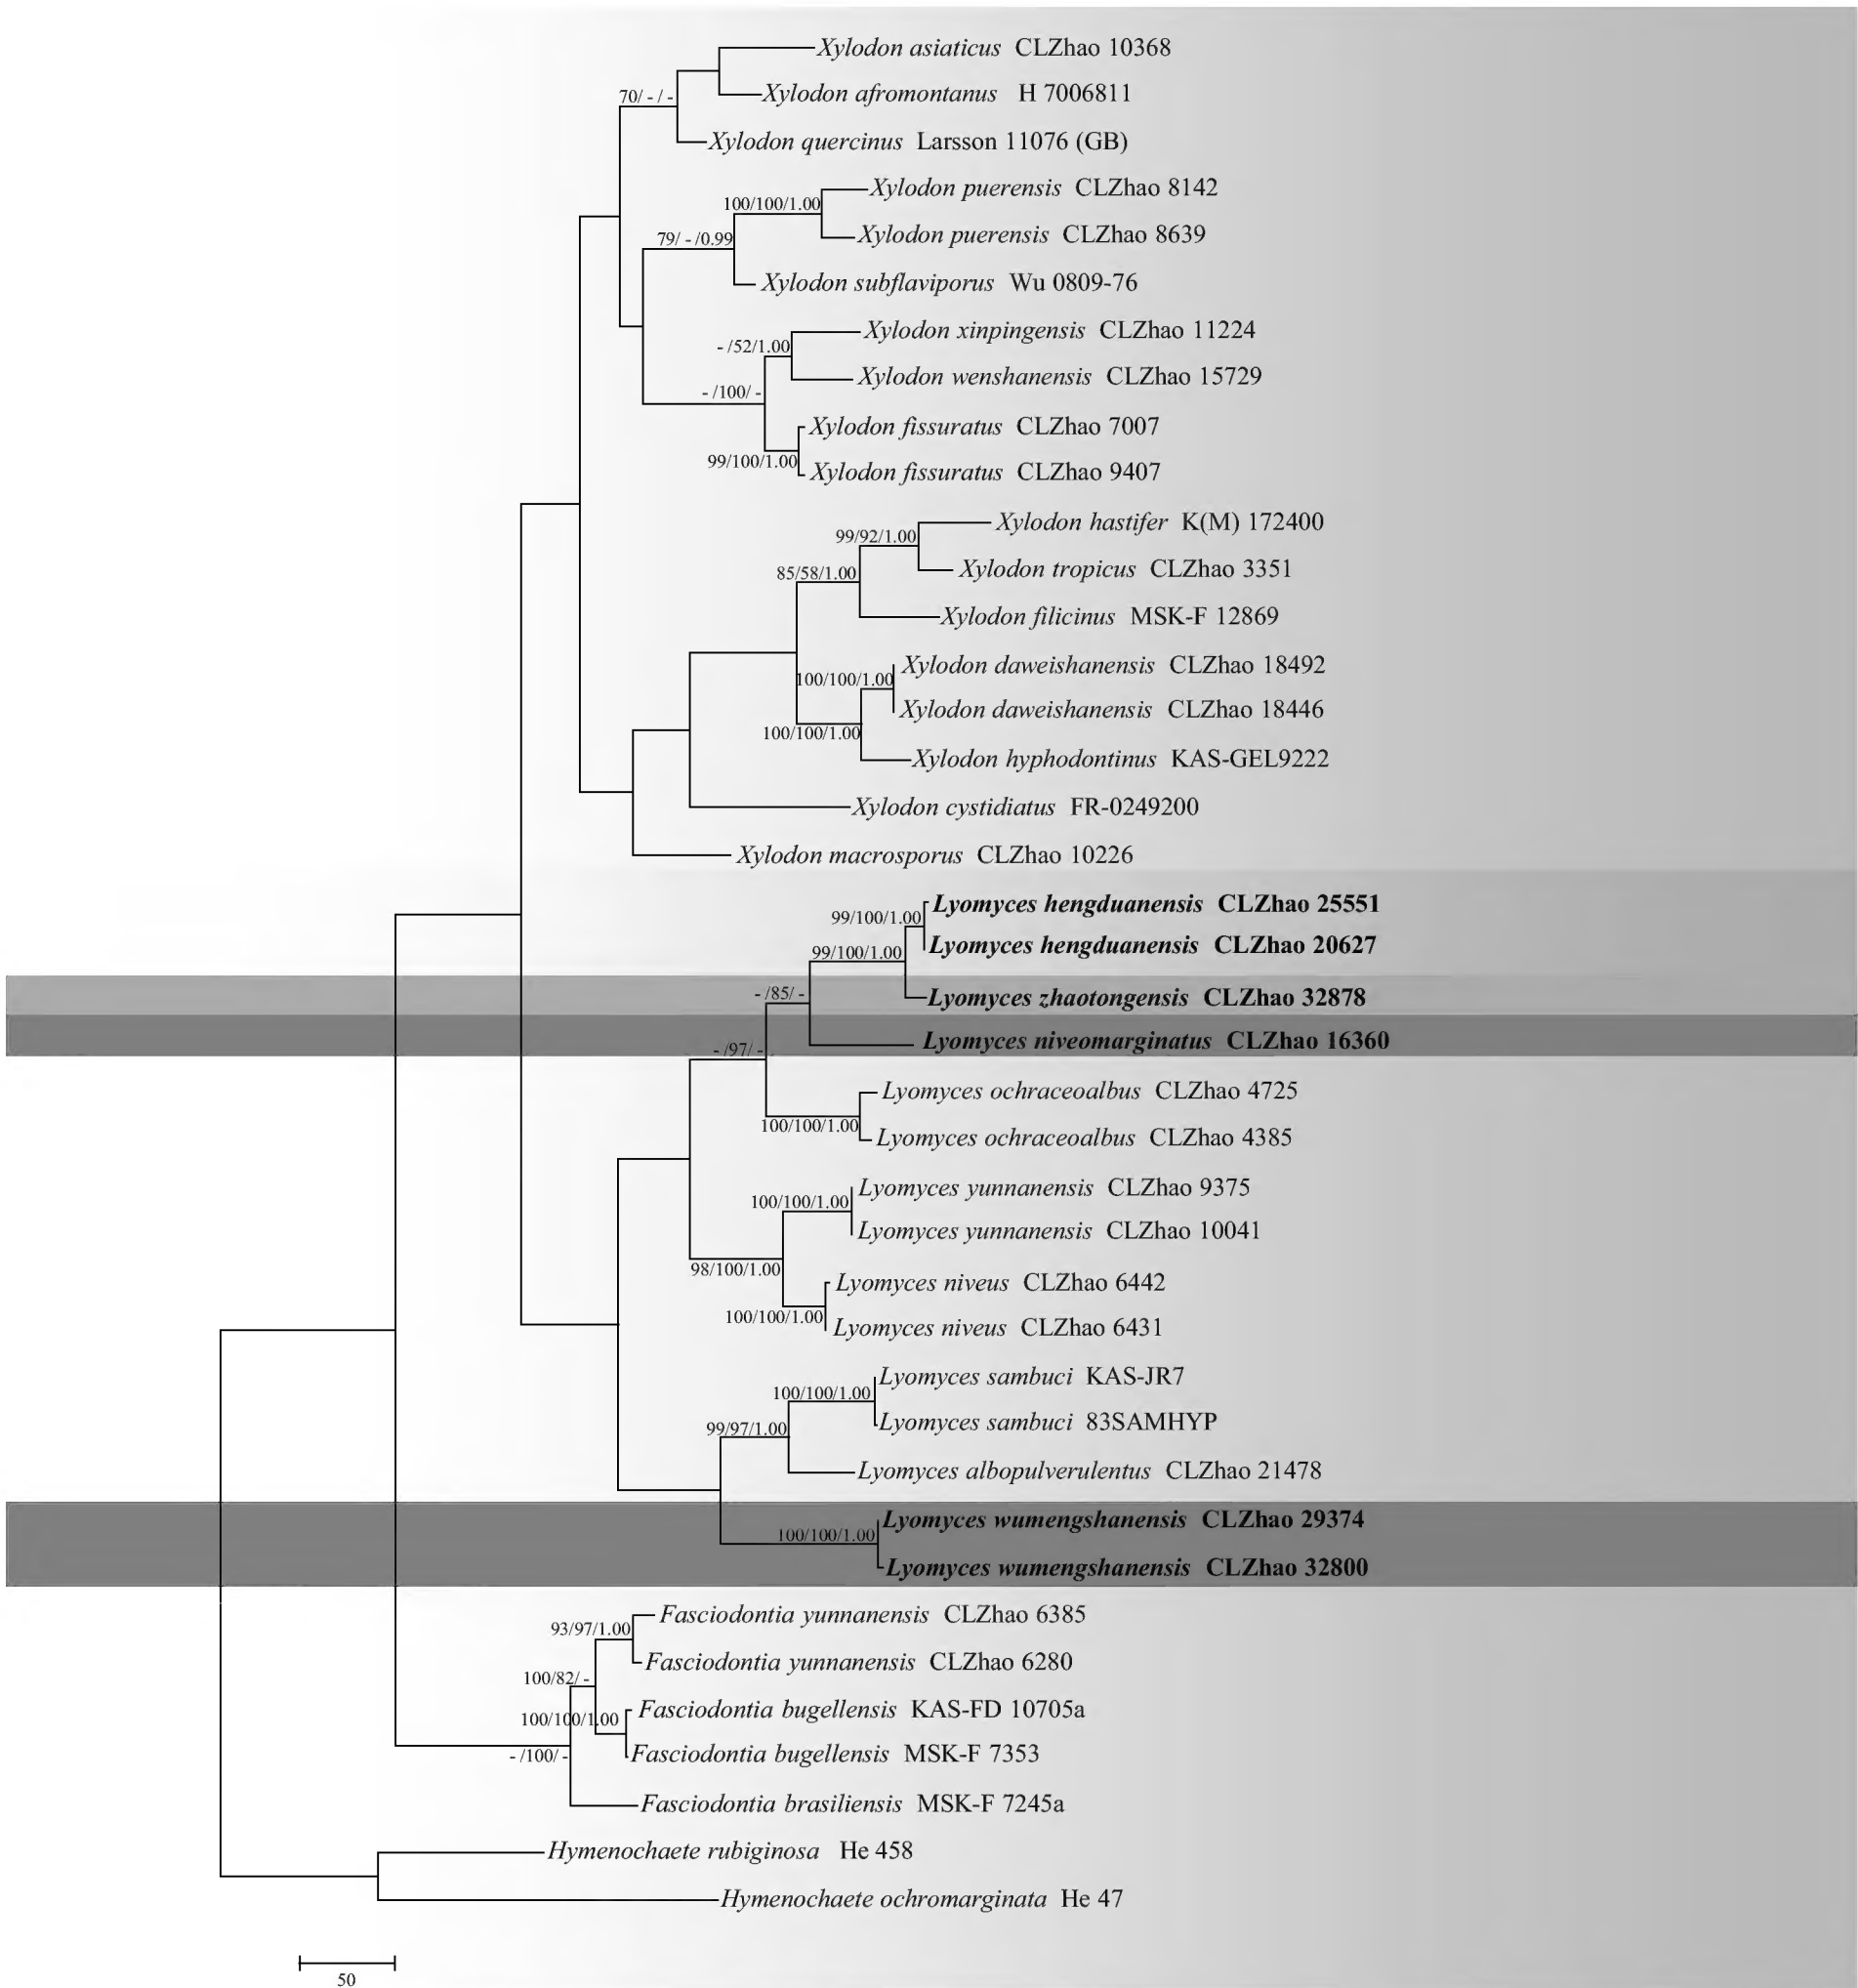 Xylodon asiaticus CLZhao 10368
Xylodon afromontanus H 7006811
70/ - / -
Xylodon quercinus Larsson 11076 (GB)
Xylodon puerensis CLZhao 8142
100/100/1.00
Xylodon puerensis CLZhao 8639
79/ - /0.99
Xylodon subflaviporus Wu 0809-76
Xylodon xinpingensis CLZhao 11224
- /52/1.00
Xylodon wenshanensis CLZhao 15729
- /100/ -
Xylodon fissuratus CLZhao 7007
99/100/1.00
Xylodon fissuratus CLZhao 9407
Xylodon hastifer K(M) 172400
99/92/1.00
Xylodon tropicus CLZhao 3351
85/58/1.00
Xylodon filicinus MSK-F 12869
Xylodon daweishanensis CLZhao 18492
100/100/1.00
Xylodon daweishanensis CLZhao 18446
100/100/1.00
Xylodon hyphodontinus KAS-GEL9222
Xylodon cystidiatus FR-0249200
Xylodon macrosporus CLZhao 10226
Lyomyces hengduanensis CLZhao 25551
99/100/1.00
Lyomyces hengduanensis CLZhao 20627
99/100/1.00
Lyomyces zhaotongensis CLZhao 32878
- /85/ -
Lyomyces niveomarginatus CLZhao 16360
- /97/ -
Lyomyces ochraceoalbus CLZhao 4725
100/100/1.00
Lyomyces ochraceoalbus CLZhao 4385
Lyomyces yunnanensis CLZhao 9375
100/100/1.00
Lyomyces yunnanensis CLZhao 10041
98/100/1.00
Lyomyces niveus CLZhao 6442
100/100/1.00
Lyomyces niveus CLZhao 6431
Lyomyces sambuci KAS-JR7
100/100/1.00
Lyomyces sambuci 83SAMHYP
99/97/1.00
Lyomyces albopulverulentus CLZhao 21478
Lyomyces wumengshanensis CLZhao 29374
100/100/1.00
Lyomyces wumengshanensis CLZhao 32800
Fasciodontia yunnanensis CLZhao 6385
93/97/1.00
Fasciodontia yunnanensis CLZhao 6280
100/82/ -
Fasciodontia bugellensis KAS-FD 10705a
100/100/1.00
Fasciodontia bugellensis MSK-F 7353
- /100/ -
Fasciodontia brasiliensis MSK-F 7245a
Hymenochaete rubiginosa He 458
Hymenochaete ochromarginata He 47
50